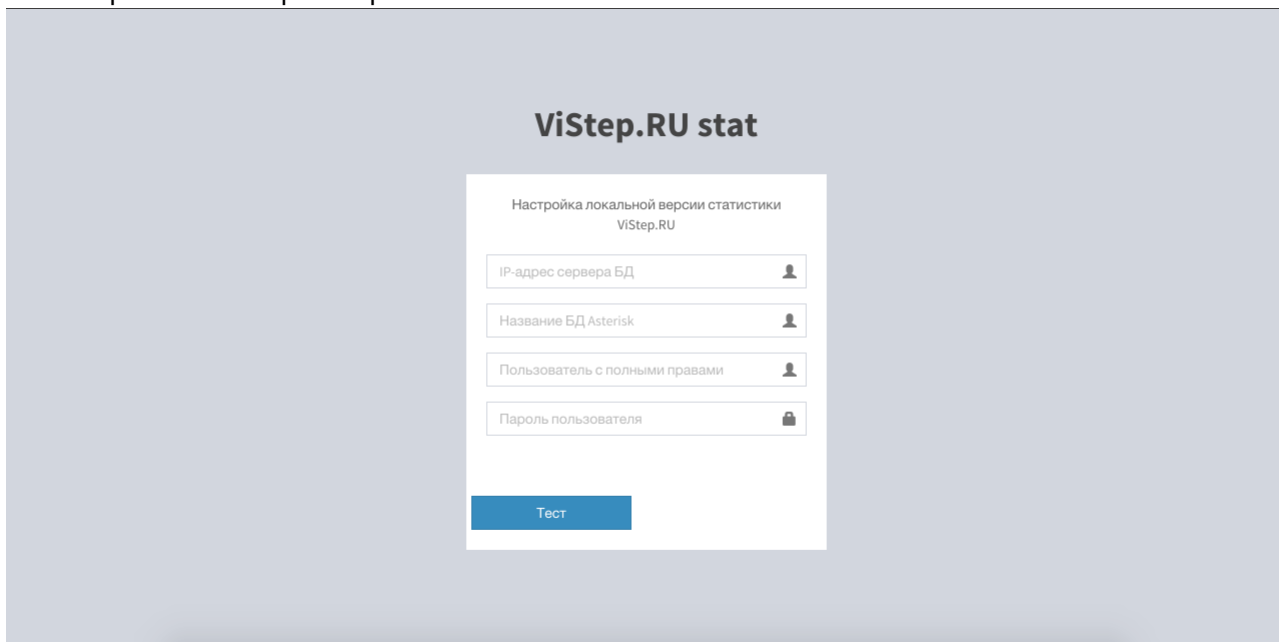 ViStep.RU stat
Настройка локальной версии статистики
ViStep.RU
IP-адрес сервера БД
Название БД Asterisk
Пользователь с полными правами
Пароль пользователя
Тест